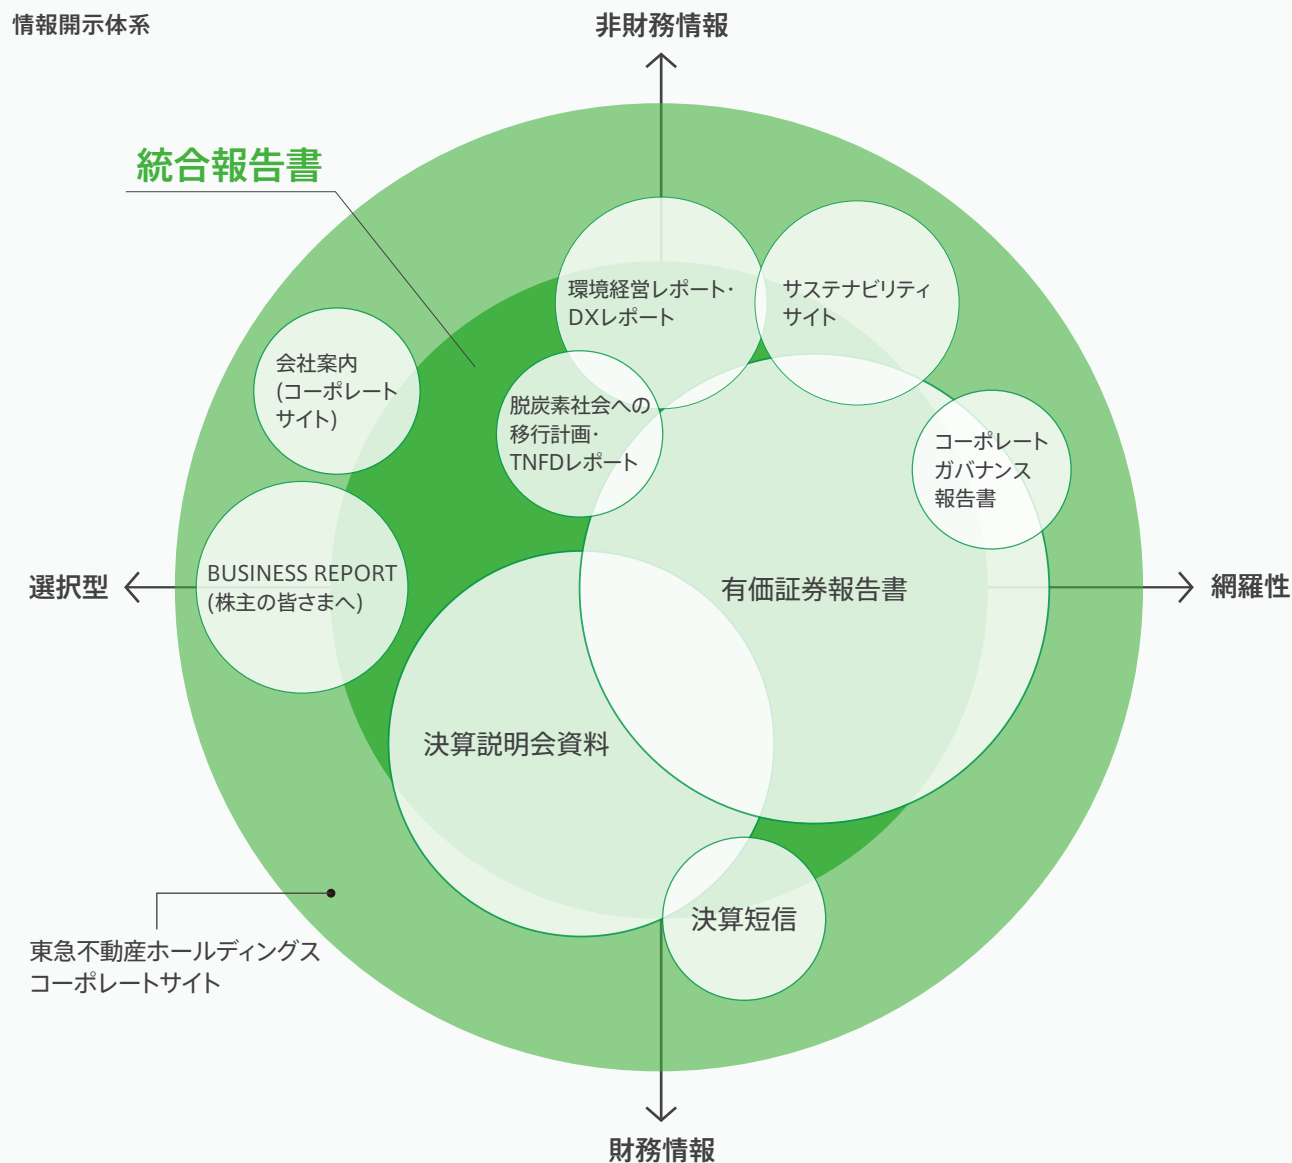 情報開示体系
非財務情報
統合報告書
環境経営レポート・
DXレポート
サステナビリティ
サイト
会社案内
(コーポレート
サイト)
脱炭素社会への
移行計画・
TNFDレポート
コーポレート
ガバナンス
報告書
選択型
BUSINESS REPORT
(株主の皆さまへ)
有価証券報告書
網羅性
決算説明会資料
決算短信
東急不動産ホールディングス
コーポレートサイト
財務情報